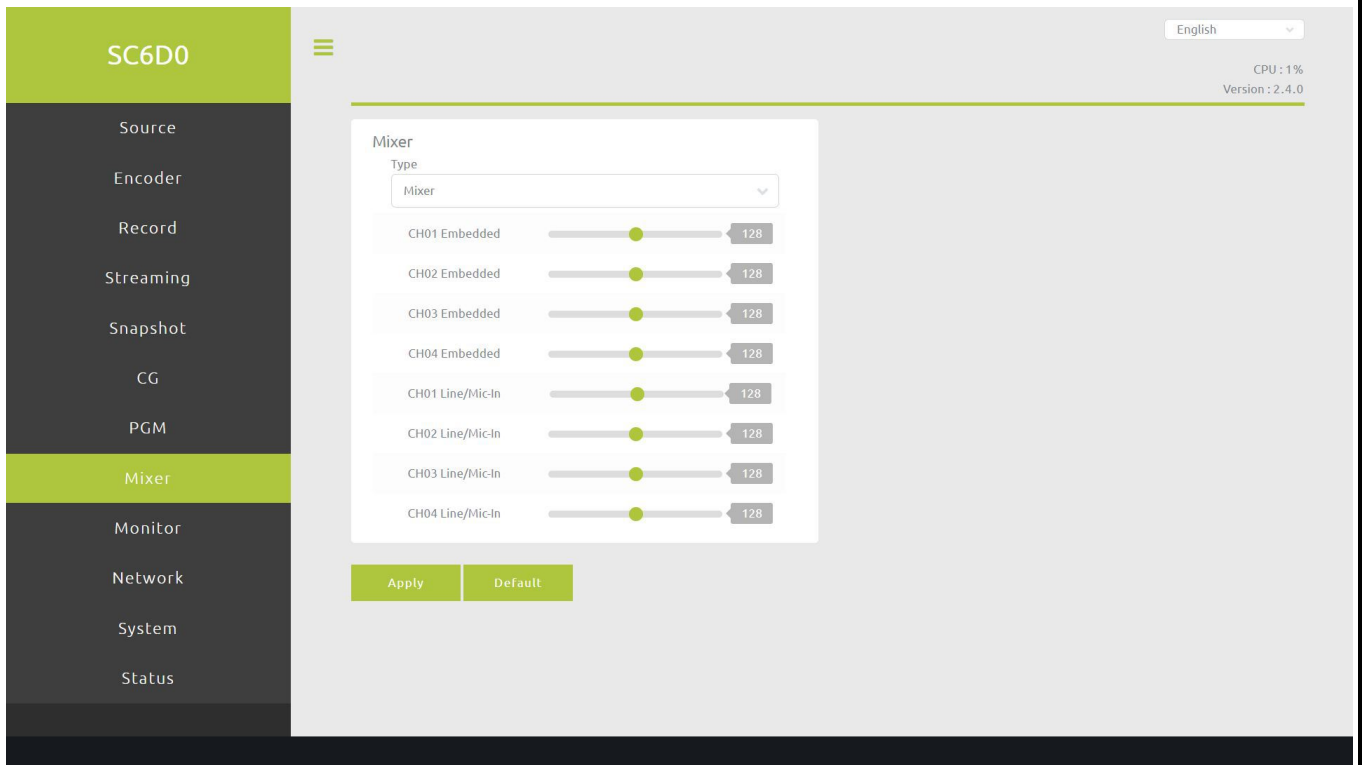 SC6D0
English
CPU : 1%
Version : 2.4.0
Source
Encoder
Record
Streaming
Snapshot
CG
PGM
Mixer
Monitor
Network
System
Status
Mixer
Type
Mixer
CH01 Embedded 128
CH02 Embedded 128
CH03 Embedded 128
CH04 Embedded 128
CH01 Line/Mic-In 128
CH02 Line/Mic-In 128
CH03 Line/Mic-In 128
CH04 Line/Mic-In 128
Apply Default